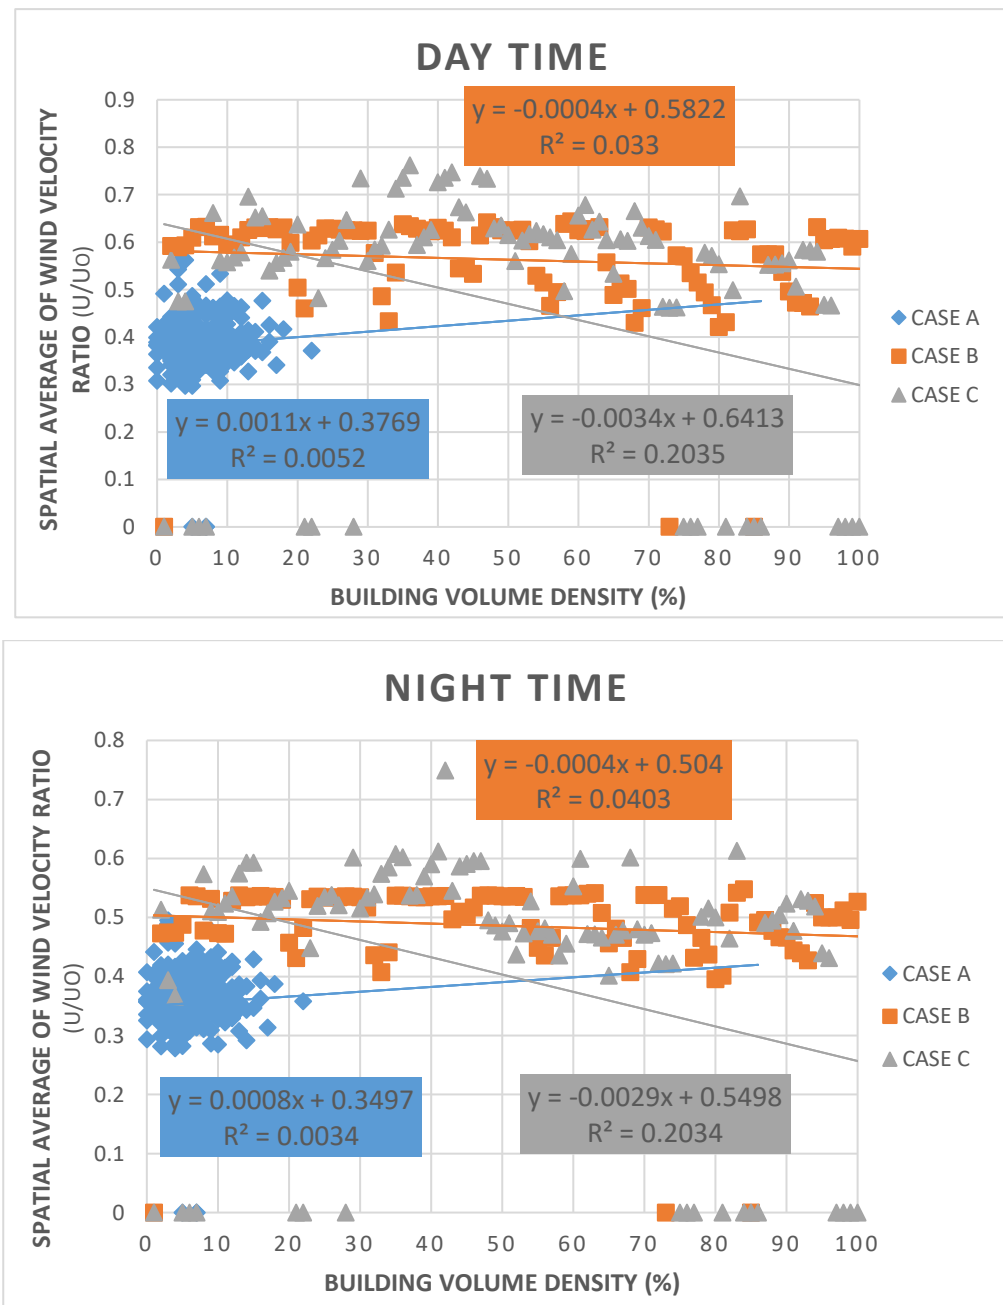 DAY TIME
SPATIAL AVERAGE OF WIND VELOCITY
RATIO (U/Uo)
0.9
0.8
0.7
0.6
0.5
0.4
0.3
0.2
0.1
0
y = -0.0004x + 0.5822
R² = 0.033
y = 0.0011x + 0.3769
R² = 0.0052
y = -0.0034x + 0.6413
R² = 0.2035
CASE A
CASE B
CASE C
0 10 20 30 40 50 60 70 80 90 100
BUILDING VOLUME DENSITY (%)
NIGHT TIME
SPATIAL AVERAGE OF WIND VELOCITY RATIO
(U/UO)
0.8
0.7
0.6
0.5
0.4
0.3
0.2
0.1
0
y = -0.0004x + 0.504
R² = 0.0403
y = 0.0008x + 0.3497
R² = 0.0034
y = -0.0029x + 0.5498
R² = 0.2034
CASE A
CASE B
CASE C
0 10 20 30 40 50 60 70 80 90 100
BUILDING VOLUME DENSITY (%)